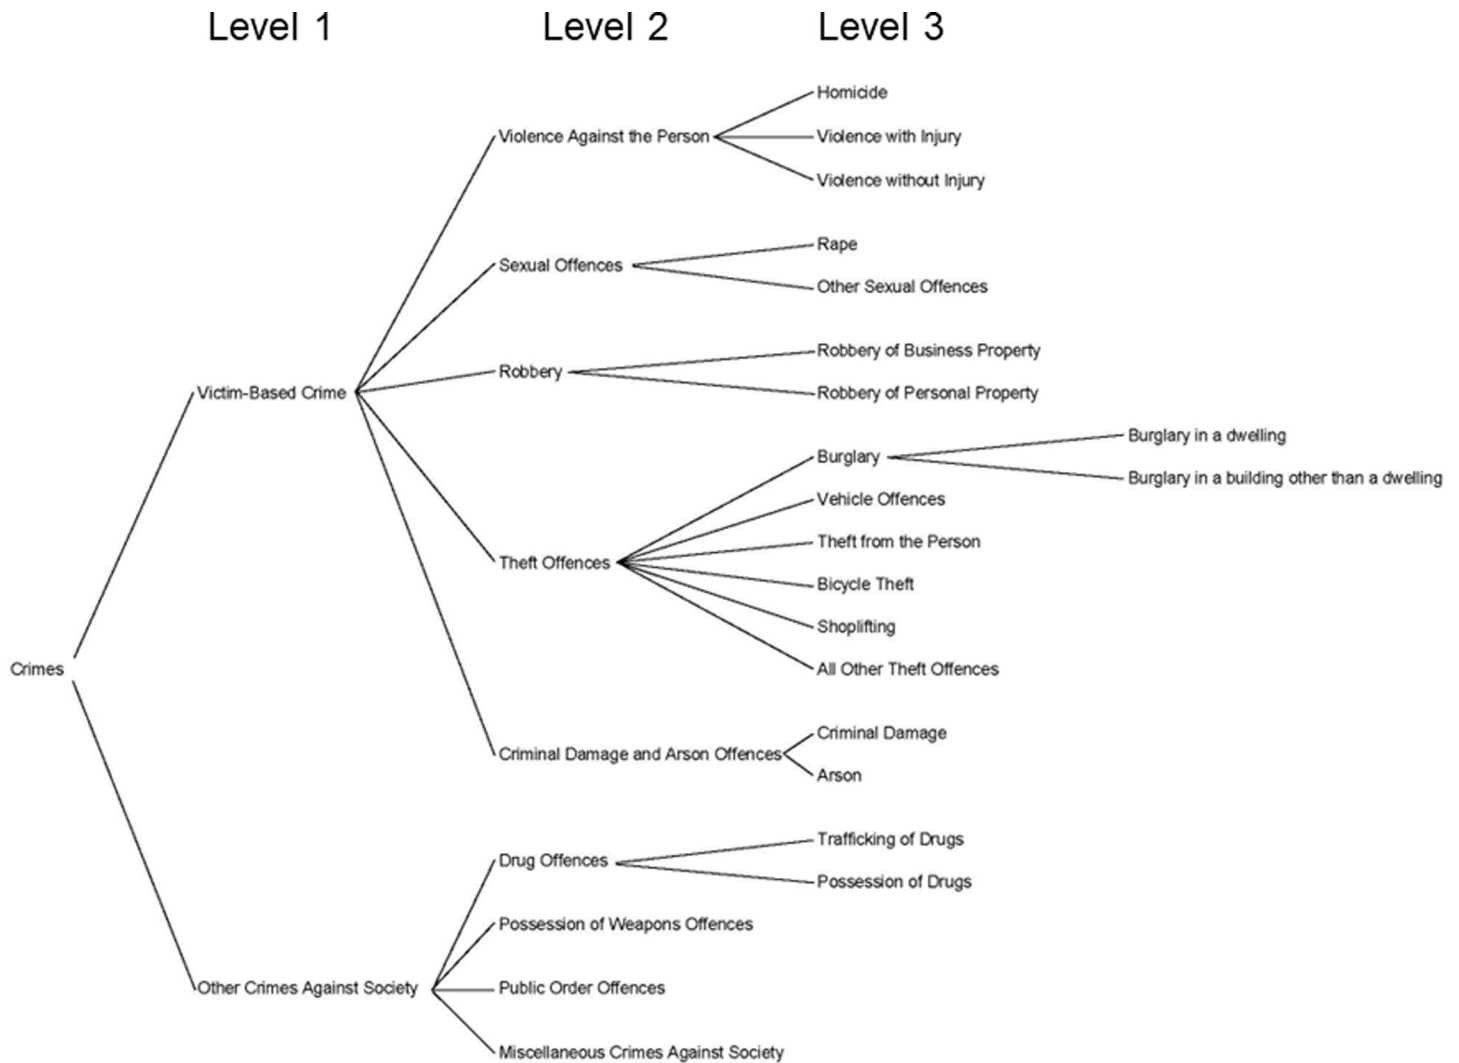 Level 1
Level 2
Level 3
Homicide
Violence Against the Person
Violence with Injury
Violence without Injury
Rape
Sexual Offences
Other Sexual Offences
Robbery of Business Property
Robbery
Robbery of Personal Property
Victim-Based Crime
Burglary in a dwelling
Burglary
Burglary in a building other than a dwelling
Vehicle Offences
Theft from the Person
Theft Offences
Bicycle Theft
Shoplifting
All Other Theft Offences
Crimes
Criminal Damage
Criminal Damage and Arson Offences
Arson
Trafficking of Drugs
Drug Offences
Possession of Drugs
Possession of Weapons Offences
Other Crimes Against Society
Public Order Offences
Miscellaneous Crimes Against Society